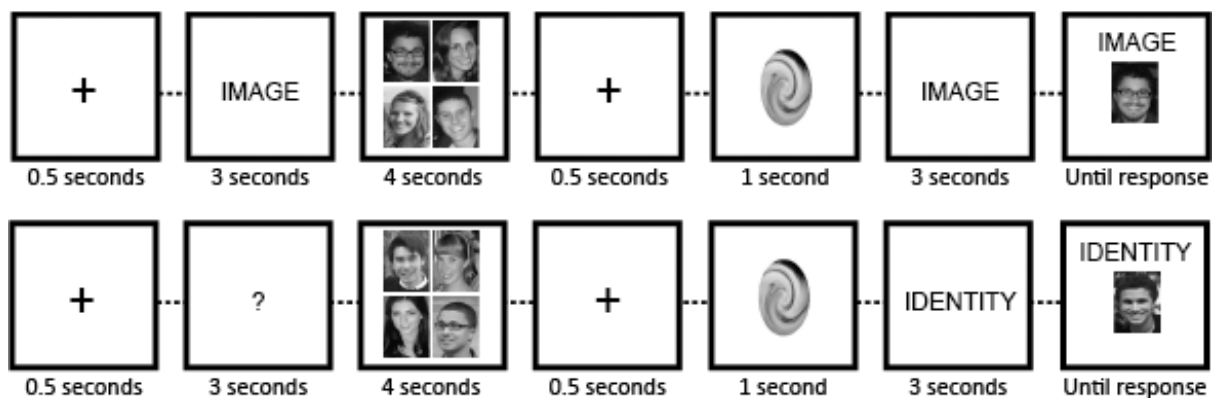 + IMAGE + IMAGE IMAGE
0.5 seconds 3 seconds 4 seconds 0.5 seconds 1 second 3 seconds Until response
+ ? + IDENTITY IDENTITY
0.5 seconds 3 seconds 4 seconds 0.5 seconds 1 second 3 seconds Until response